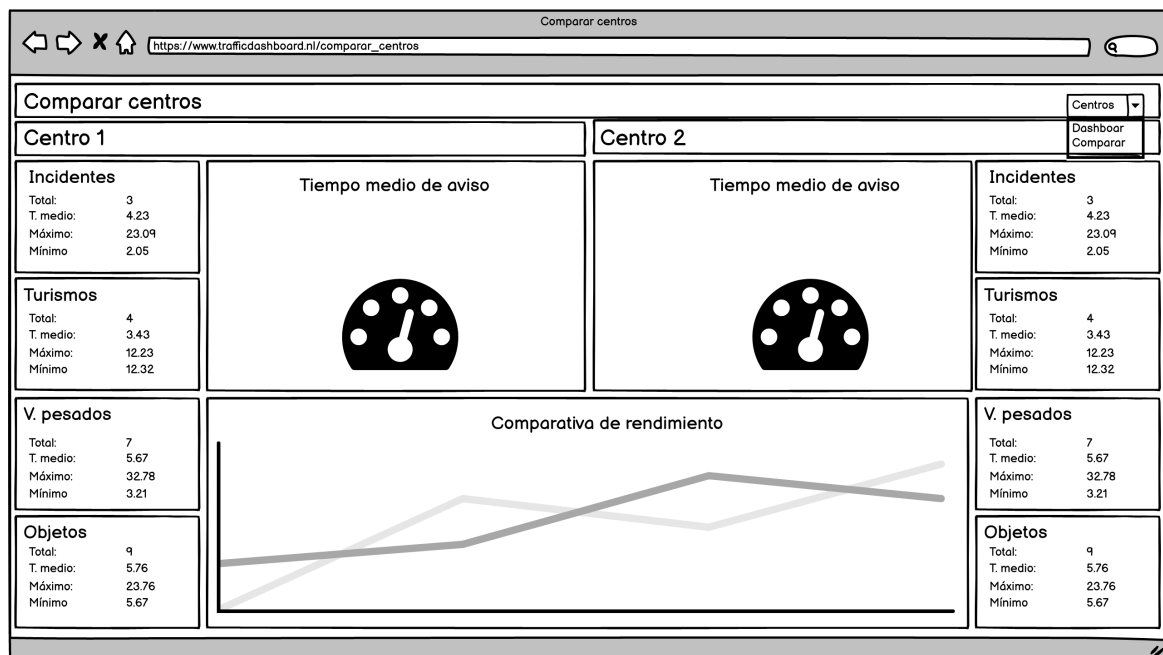 Comparar centros
https://www.trafficdashboard.nl/comparar_centros
Comparar centros
Centros
Dashboar
Comparar
Centro 1
Centro 2
Incidentes
Total: 3
T. medio: 4.23
Máximo: 23.09
Mínimo 2.05
Turismos
Total: 4
T. medio: 3.43
Máximo: 12.23
Mínimo 12.32
V. pesados
Total: 7
T. medio: 5.67
Máximo: 32.78
Mínimo 3.21
Objetos
Total: 9
T. medio: 5.76
Máximo: 23.76
Mínimo 5.67
Tiempo medio de aviso
Tiempo medio de aviso
Comparativa de rendimiento
Incidentes
Total: 3
T. medio: 4.23
Máximo: 23.09
Mínimo 2.05
Turismos
Total: 4
T. medio: 3.43
Máximo: 12.23
Mínimo 12.32
V. pesados
Total: 7
T. medio: 5.67
Máximo: 32.78
Mínimo 3.21
Objetos
Total: 9
T. medio: 5.76
Máximo: 23.76
Mínimo 5.67